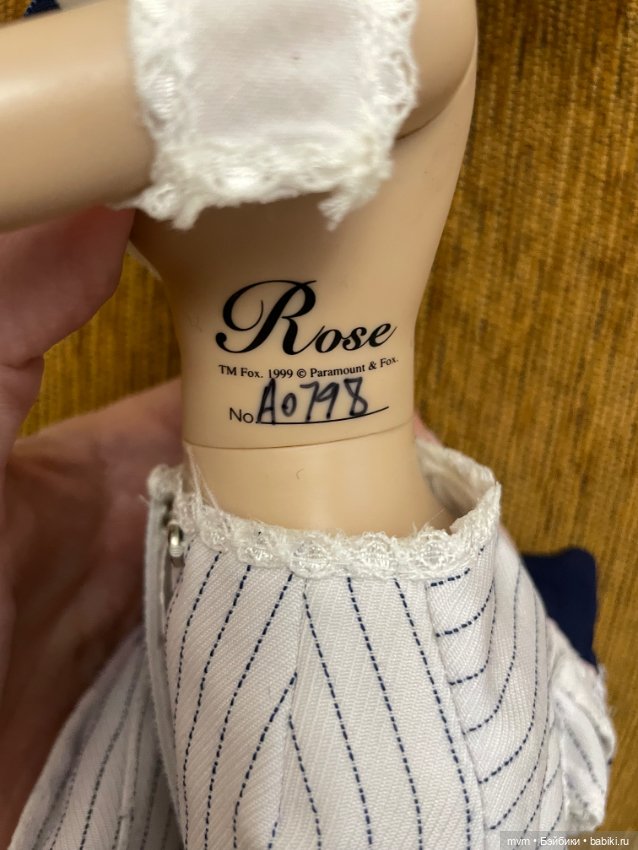 Rose
TM Fox. 1999 © Paramount & Fox.
No. A0798
mvm • Бэйбики • babiki.ru